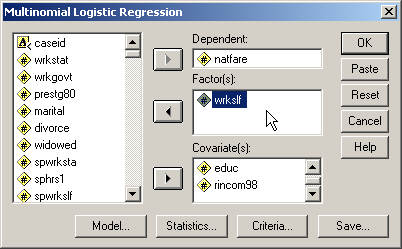 Multinomial Logistic Regression
caseid
wrkstat
wrkgovt
prestg80
marital
divorce
widowed
spwrksta
sphrs1
spwrkslf
Dependent:
natfare
Factor(s):
wrkslf
Covariate(s):
educ
rincom98
OK
Paste
Reset
Cancel
Help
Model...
Statistics...
Criteria...
Save...